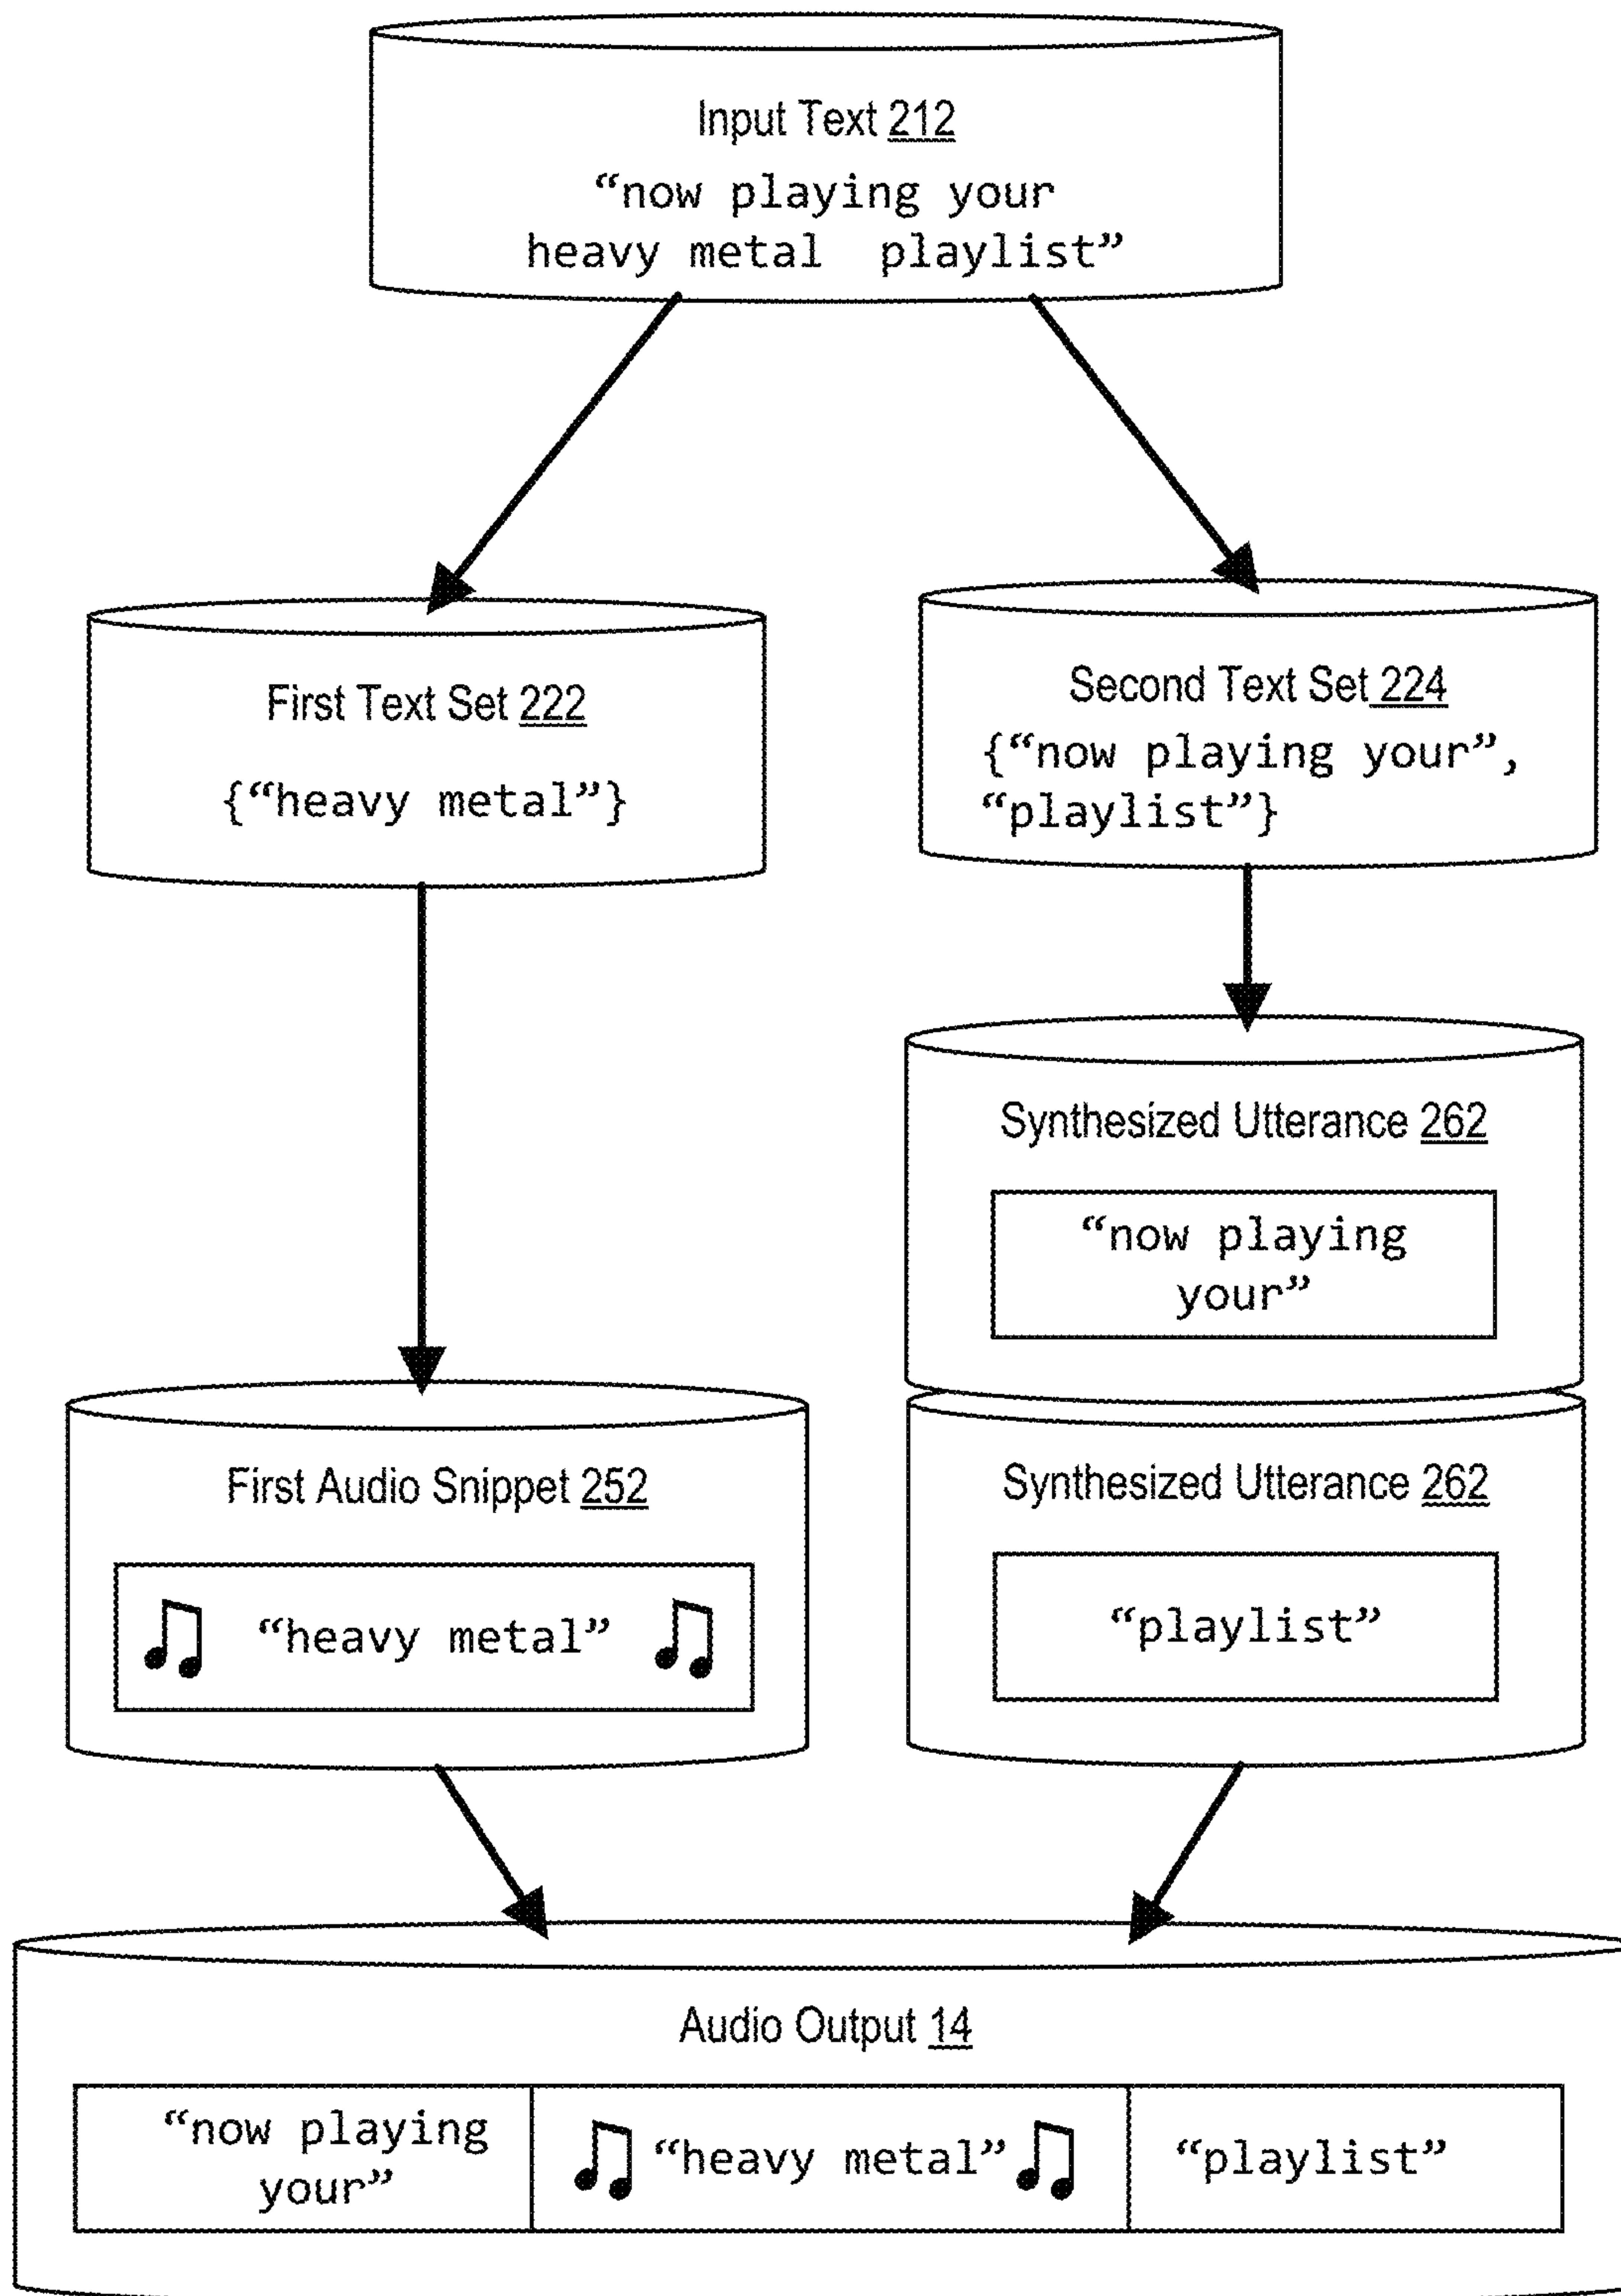 Input Text 212
“now playing your
heavy metal  playlist”
First Text Set 222
{“heavy metal”}
Second Text Set 224
{“now playing your”,
“playlist”}
Synthesized Utterance 262
“now playing
your”
First Audio Snippet 252
“heavy metal”
Synthesized Utterance 262
“playlist”
Audio Output 14
“now playing
your”
“heavy metal”
“playlist”